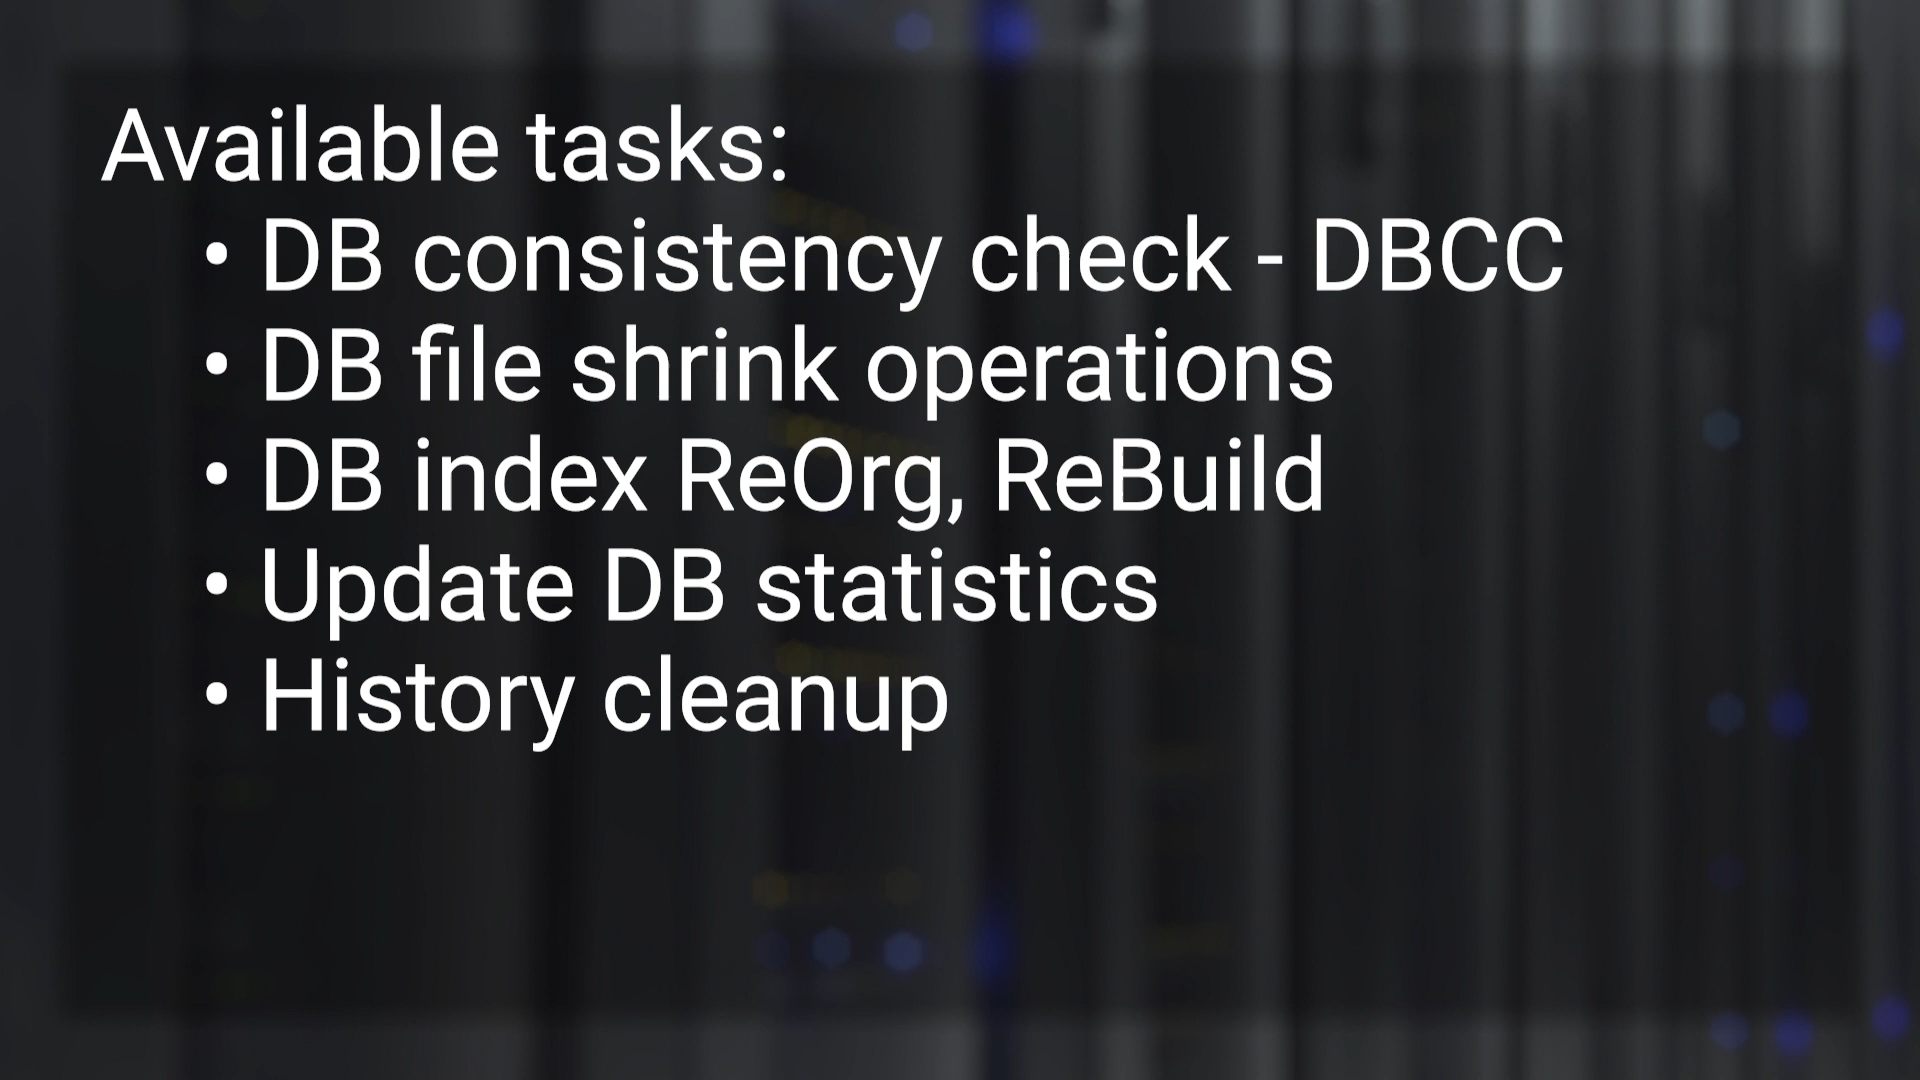 Available tasks:
• DB consistency check - DBCC
• DB file shrink operations
• DB index ReOrg, ReBuild
• Update DB statistics
• History cleanup